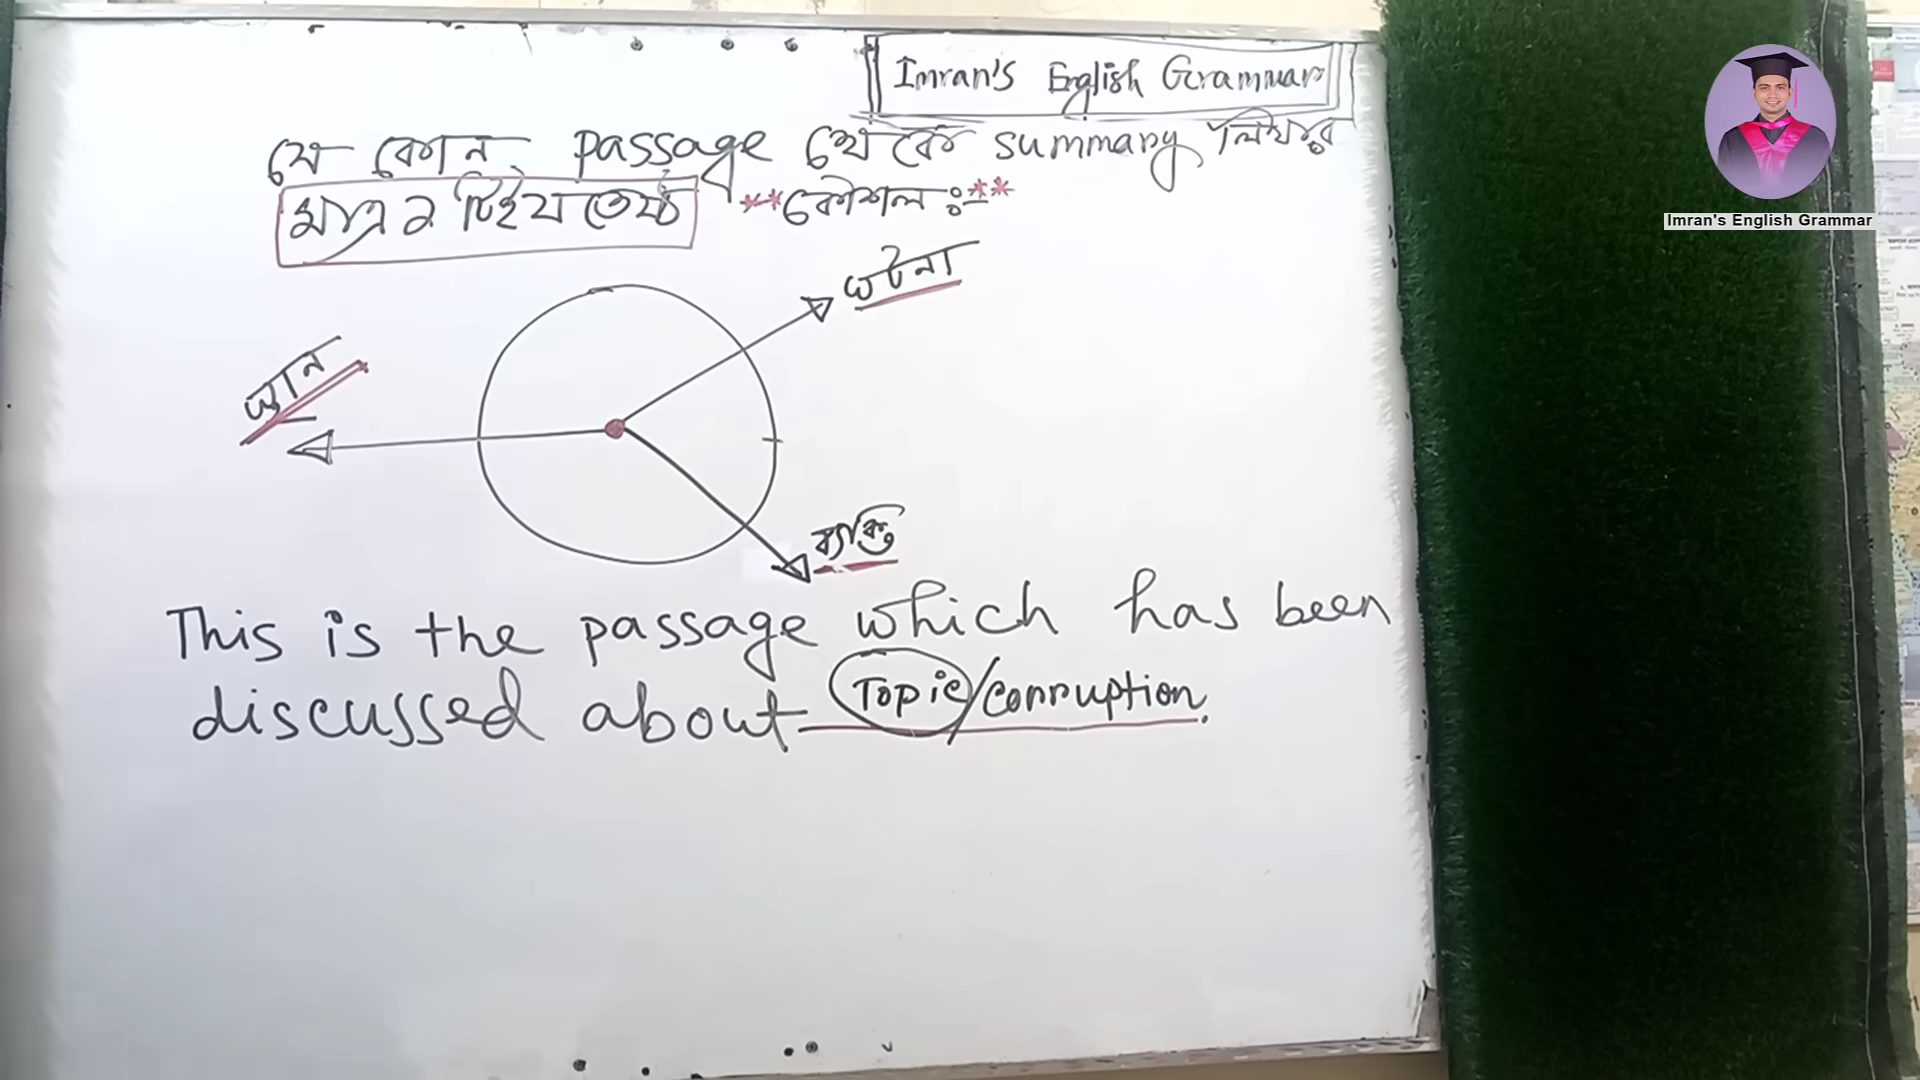 Imran's English Grammar
যে কোন passage থেকে summary লিখার
মাত্র ২ টি **কৌশল ঃ**
ঘটনা
স্থান
ব্যক্তি
This is the passage which has been
discussed about Topic/corruption.
Imran's English Grammar